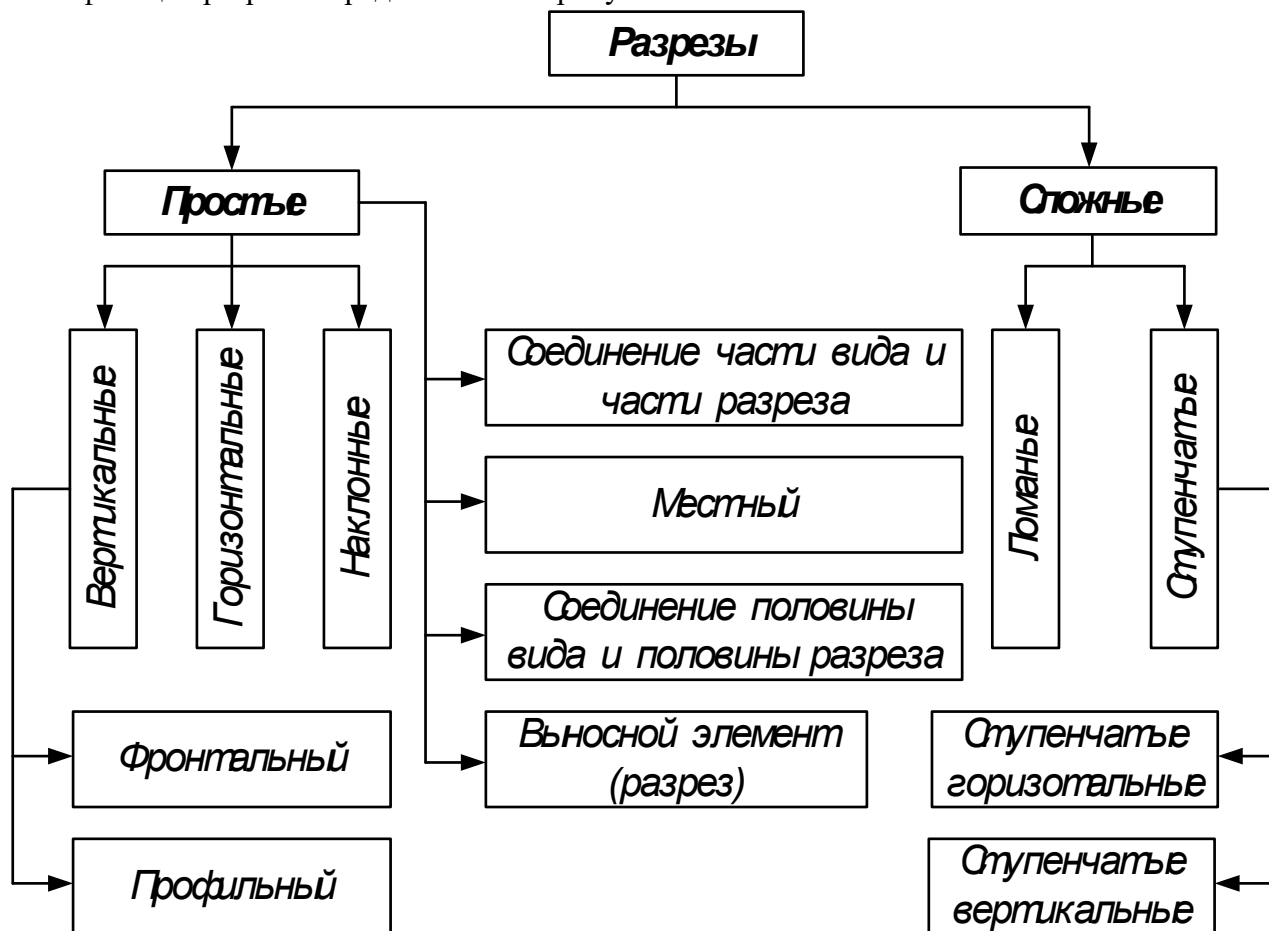 Разрезы
Простые
Сложные
Вертикальные
Горизонтальные
Наклонные
Соединение части вида и
части разреза
Местный
Соединение половины
вида и половины разреза
Выносной элемент
(разрез)
Фронтальный
Профильный
Ломаные
Ступенчатые
Ступенчатые
горизотальные
Ступенчатые
вертикальные